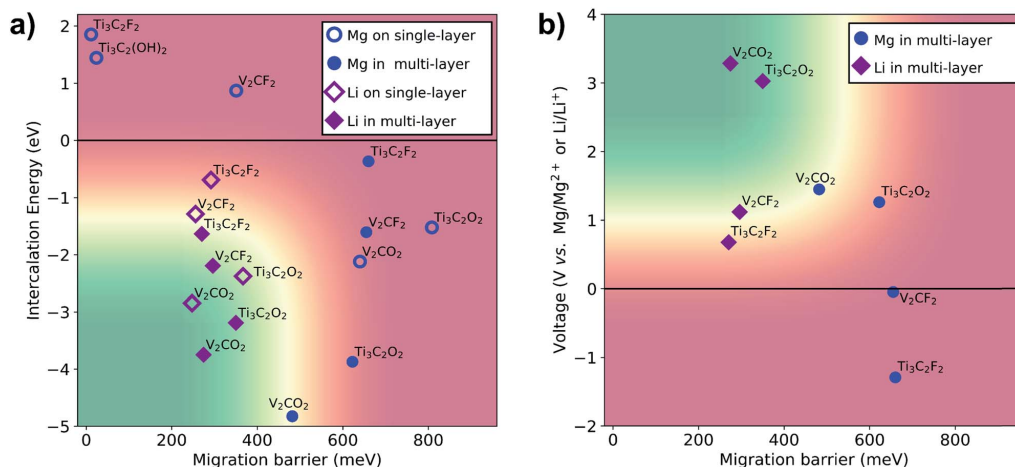 a)
Intercalation Energy (eV)
2
1
0
−1
−2
−3
−4
−5
0
200
400
600
800
Migration barrier (meV)
Mg on single-layer
Mg in multi-layer
Li on single-layer
Li in multi-layer
Ti₃C₂F₂
Ti₃C₂(OH)₂
V₂CF₂
Ti₃C₂F₂
Ti₃C₂F₂
V₂CF₂
Ti₃C₂F₂
V₂CF₂
Ti₃C₂O₂
V₂CF₂
V₂CO₂
Ti₃C₂O₂
V₂CO₂
Ti₃C₂O₂
V₂CO₂
Ti₃C₂O₂
V₂CO₂
b)
Voltage (V vs. Mg/Mg²⁺ or Li/Li⁺)
4
3
2
1
0
−1
−2
0
200
400
600
800
Migration barrier (meV)
Mg in multi-layer
Li in multi-layer
V₂CO₂
Ti₃C₂O₂
V₂CO₂
Ti₃C₂O₂
V₂CF₂
Ti₃C₂F₂
V₂CF₂
Ti₃C₂F₂